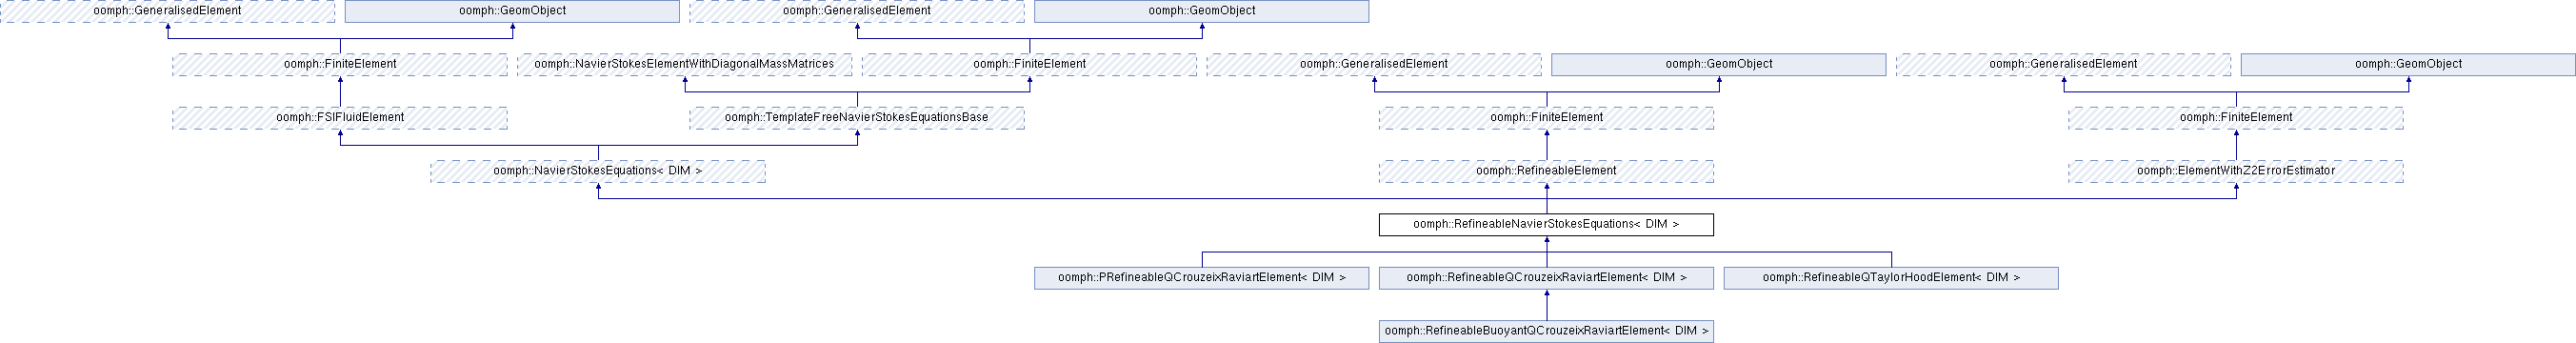 oomph::GeneralisedElement
oomph::GeomObject
oomph::GeneralisedElement
oomph::GeomObject
oomph::FiniteElement
oomph::NavierStokesElementWithDiagonalMassMatrices
oomph::FiniteElement
oomph::GeneralisedElement
oomph::GeomObject
oomph::GeneralisedElement
oomph::GeomObject
oomph::FSIFluidElement
oomph::TemplateFreeNavierStokesEquationsBase
oomph::FiniteElement
oomph::FiniteElement
oomph::NavierStokesEquations< DIM >
oomph::RefineableElement
oomph::ElementWithZ2ErrorEstimator
oomph::RefineableNavierStokesEquations< DIM >
oomph::PRefineableQCrouzeixRaviartElement< DIM >
oomph::RefineableQCrouzeixRaviartElement< DIM >
oomph::RefineableQTaylorHoodElement< DIM >
oomph::RefineableBuoyantQCrouzeixRaviartElement< DIM >